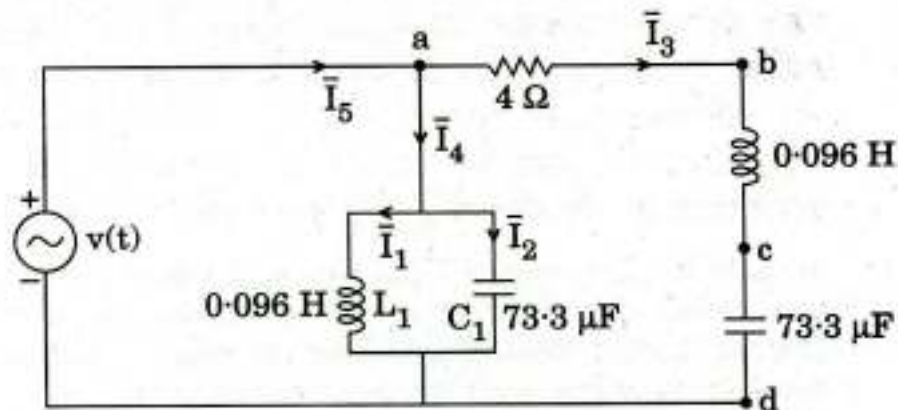 a
Ī₃
b
Ī₅
4 Ω
Ī₄
0·096 H
+
v(t)
−
Ī₁
Ī₂
c
0·096 H
L₁
C₁
73·3 μF
73·3 μF
d